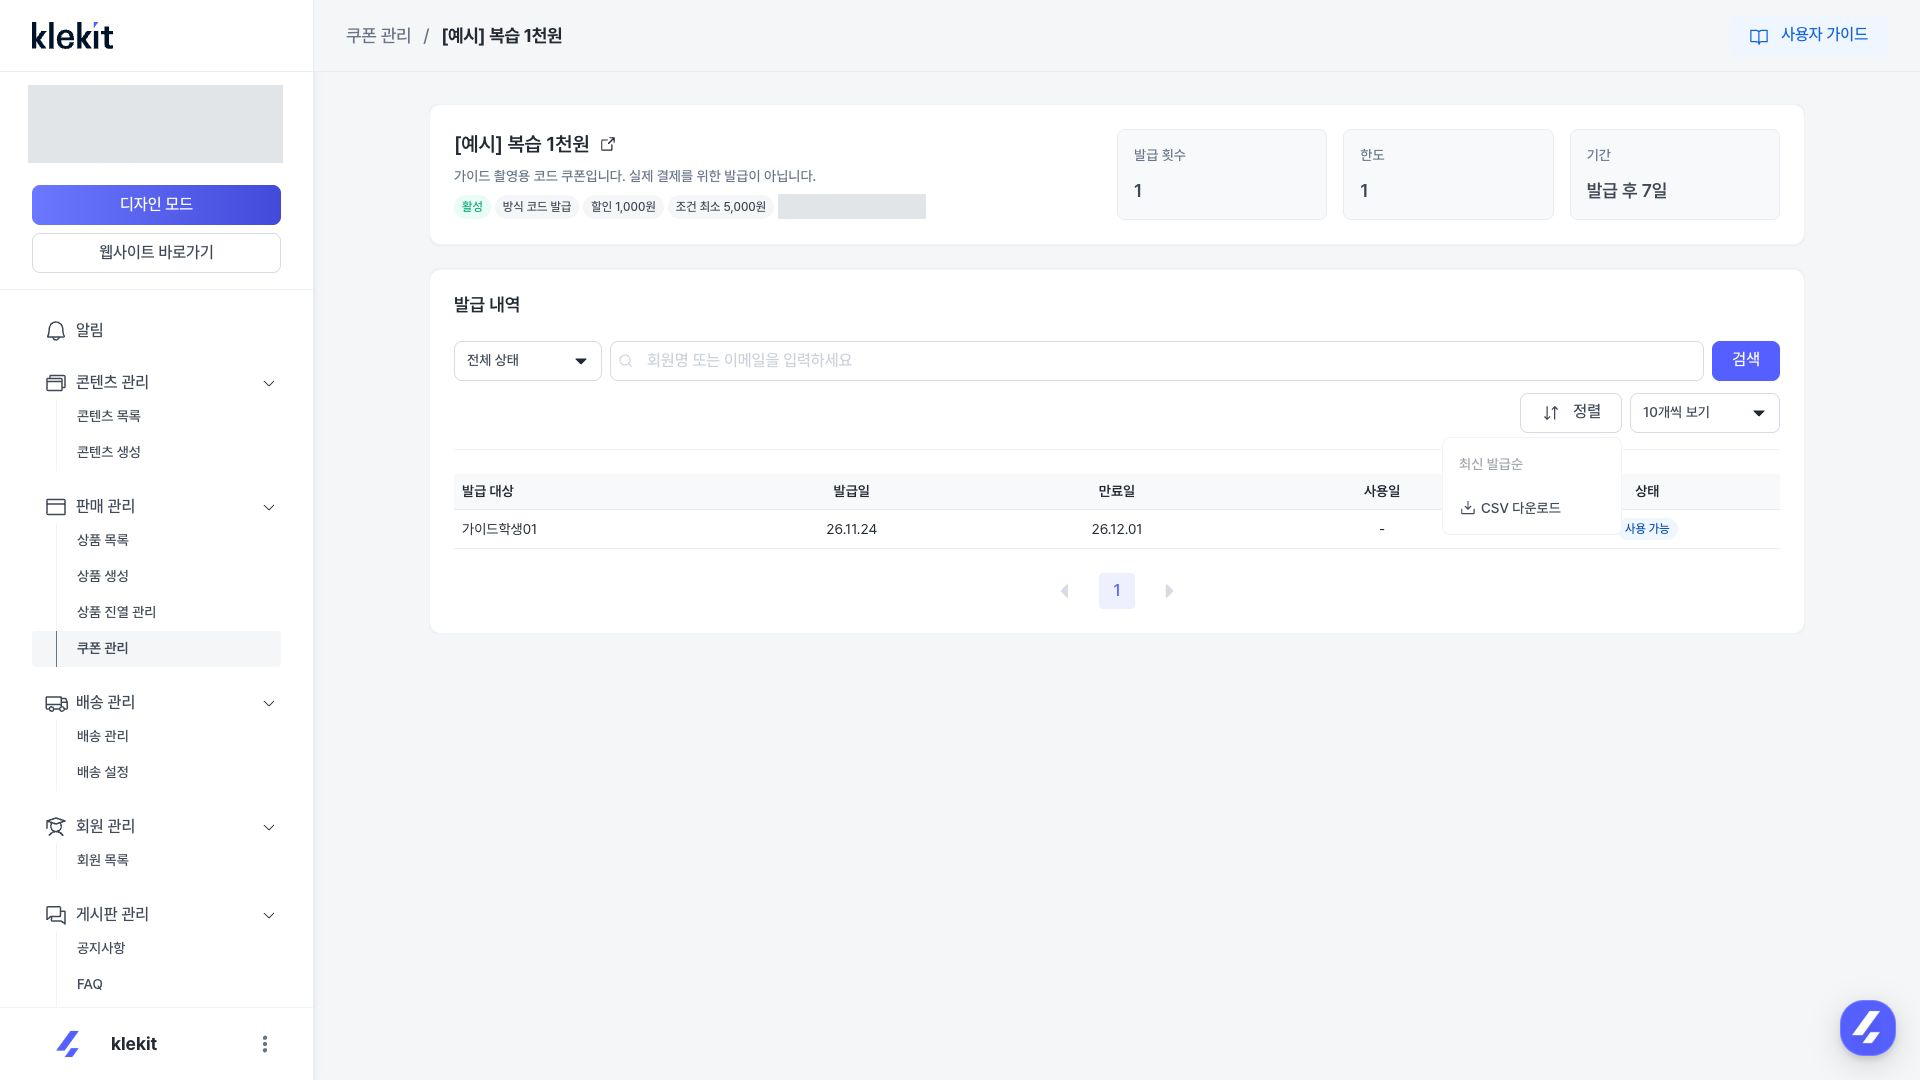 klekit
쿠폰 관리 / [예시] 복습 1천원
사용자 가이드
디자인 모드
웹사이트 바로가기
알림
콘텐츠 관리
콘텐츠 목록
콘텐츠 생성
판매 관리
상품 목록
상품 생성
상품 진열 관리
쿠폰 관리
배송 관리
배송 관리
배송 설정
회원 관리
회원 목록
게시판 관리
공지사항
FAQ
klekit
[예시] 복습 1천원
가이드 촬영용 코드 쿠폰입니다. 실제 결제를 위한 발급이 아닙니다.
활성 방식 코드 발급 할인 1,000원 조건 최소 5,000원
발급 횟수
1
한도
1
기간
발급 후 7일
발급 내역
전체 상태 회원명 또는 이메일을 입력하세요 검색
정렬 10개씩 보기
최신 발급순
CSV 다운로드
발급 대상 발급일 만료일 사용일 상태
가이드학생01 26.11.24 26.12.01 - 사용 가능
1